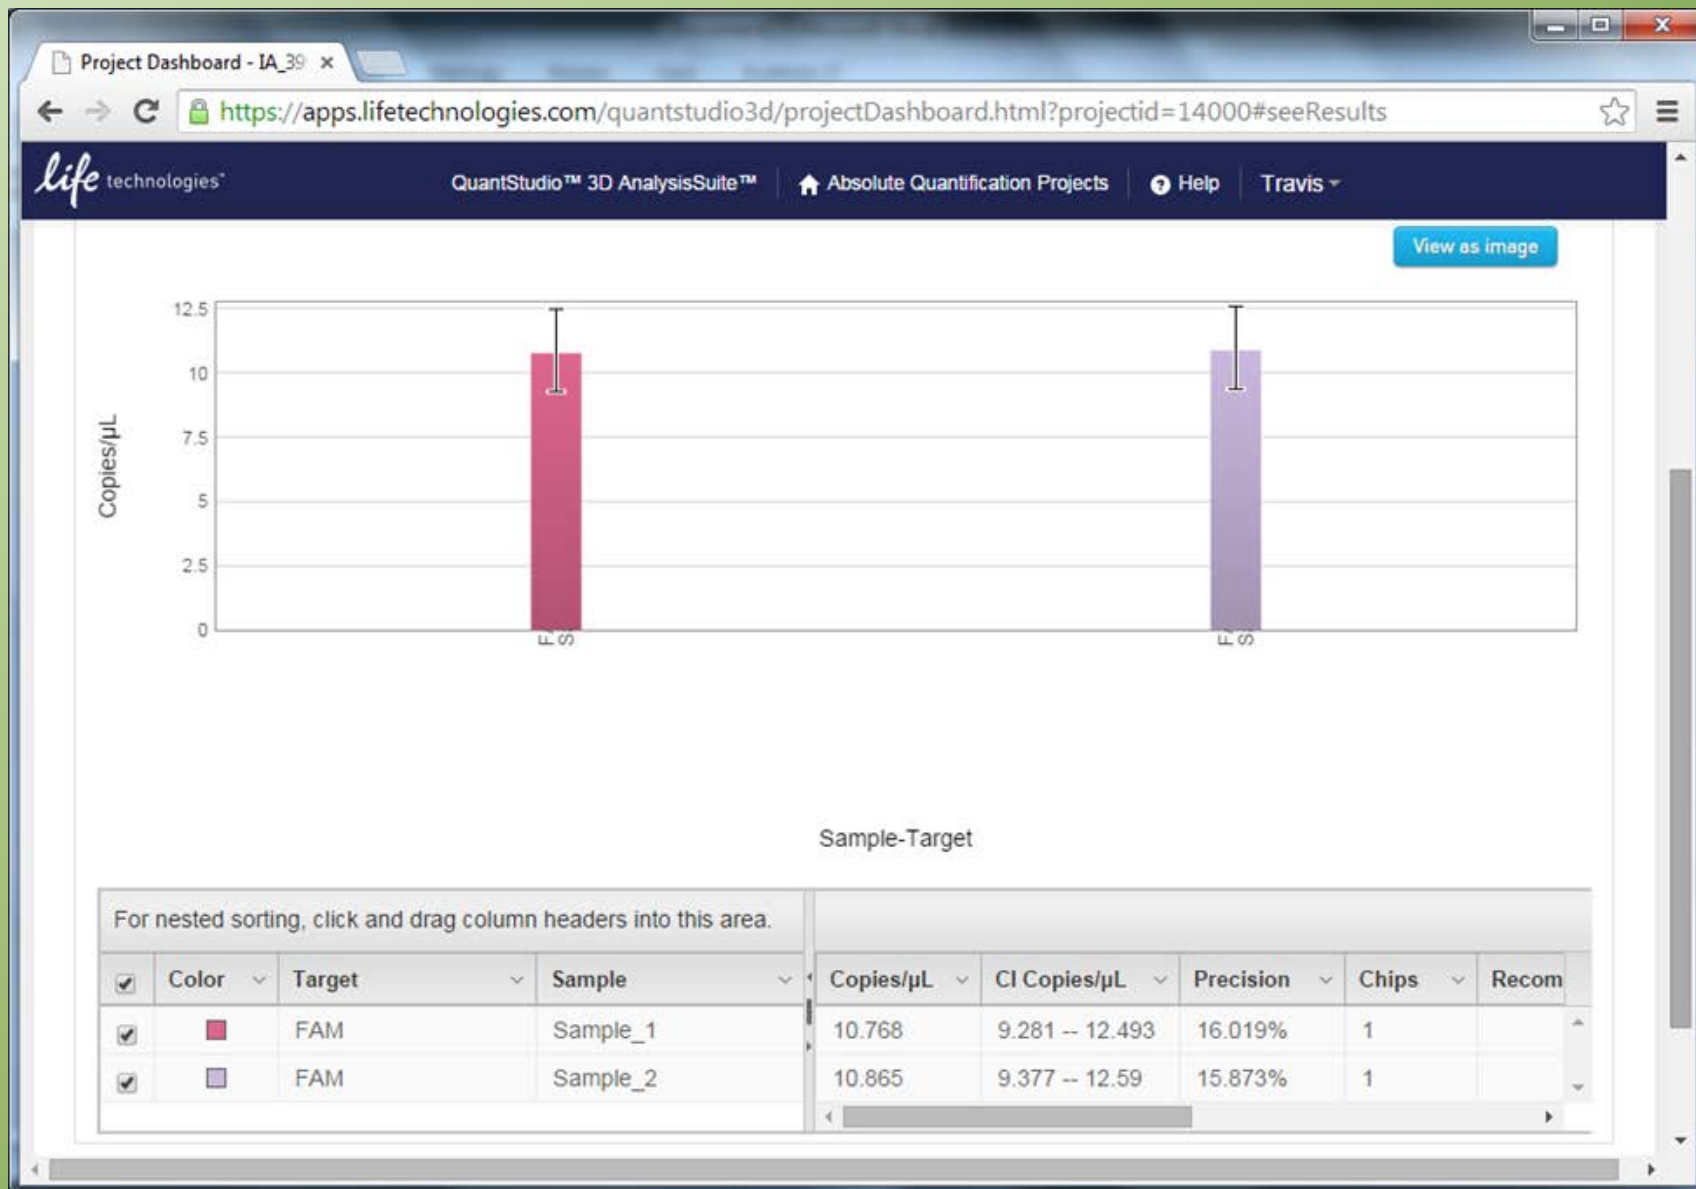 Project Dashboard - IA_39
https://apps.lifetechnologies.com/quantstudio3d/projectDashboard.html?projectid=14000#seeResults
life technologies™ QuantStudio™ 3D AnalysisSuite™ Absolute Quantification Projects Help Travis
View as image
12.5
10
7.5
5
2.5
0
Copies/µL
Sample-Target
For nested sorting, click and drag column headers into this area.
Color Target Sample Copies/µL CI Copies/µL Precision Chips Recom
FAM Sample_1 10.768 9.281 -- 12.493 16.019% 1
FAM Sample_2 10.865 9.377 -- 12.59 15.873% 1